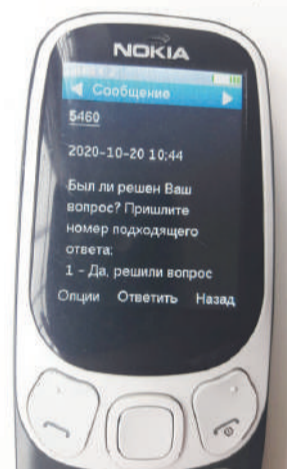 NOKIA
Сообщение
5460
2020-10-20 10:44
Был ли решен Ваш
вопрос? Пришлите
номер подходящего
ответа:
1 - Да, решили вопрос
Опции Ответить Назад